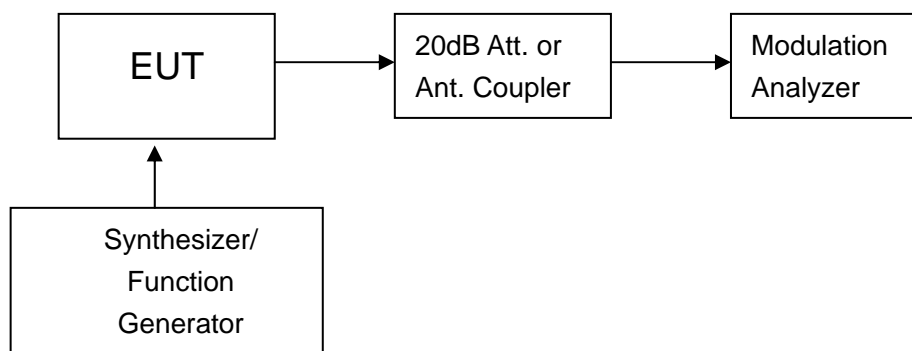 EUT
20dB Att. or
Ant. Coupler
Modulation
Analyzer
Synthesizer/
Function
Generator